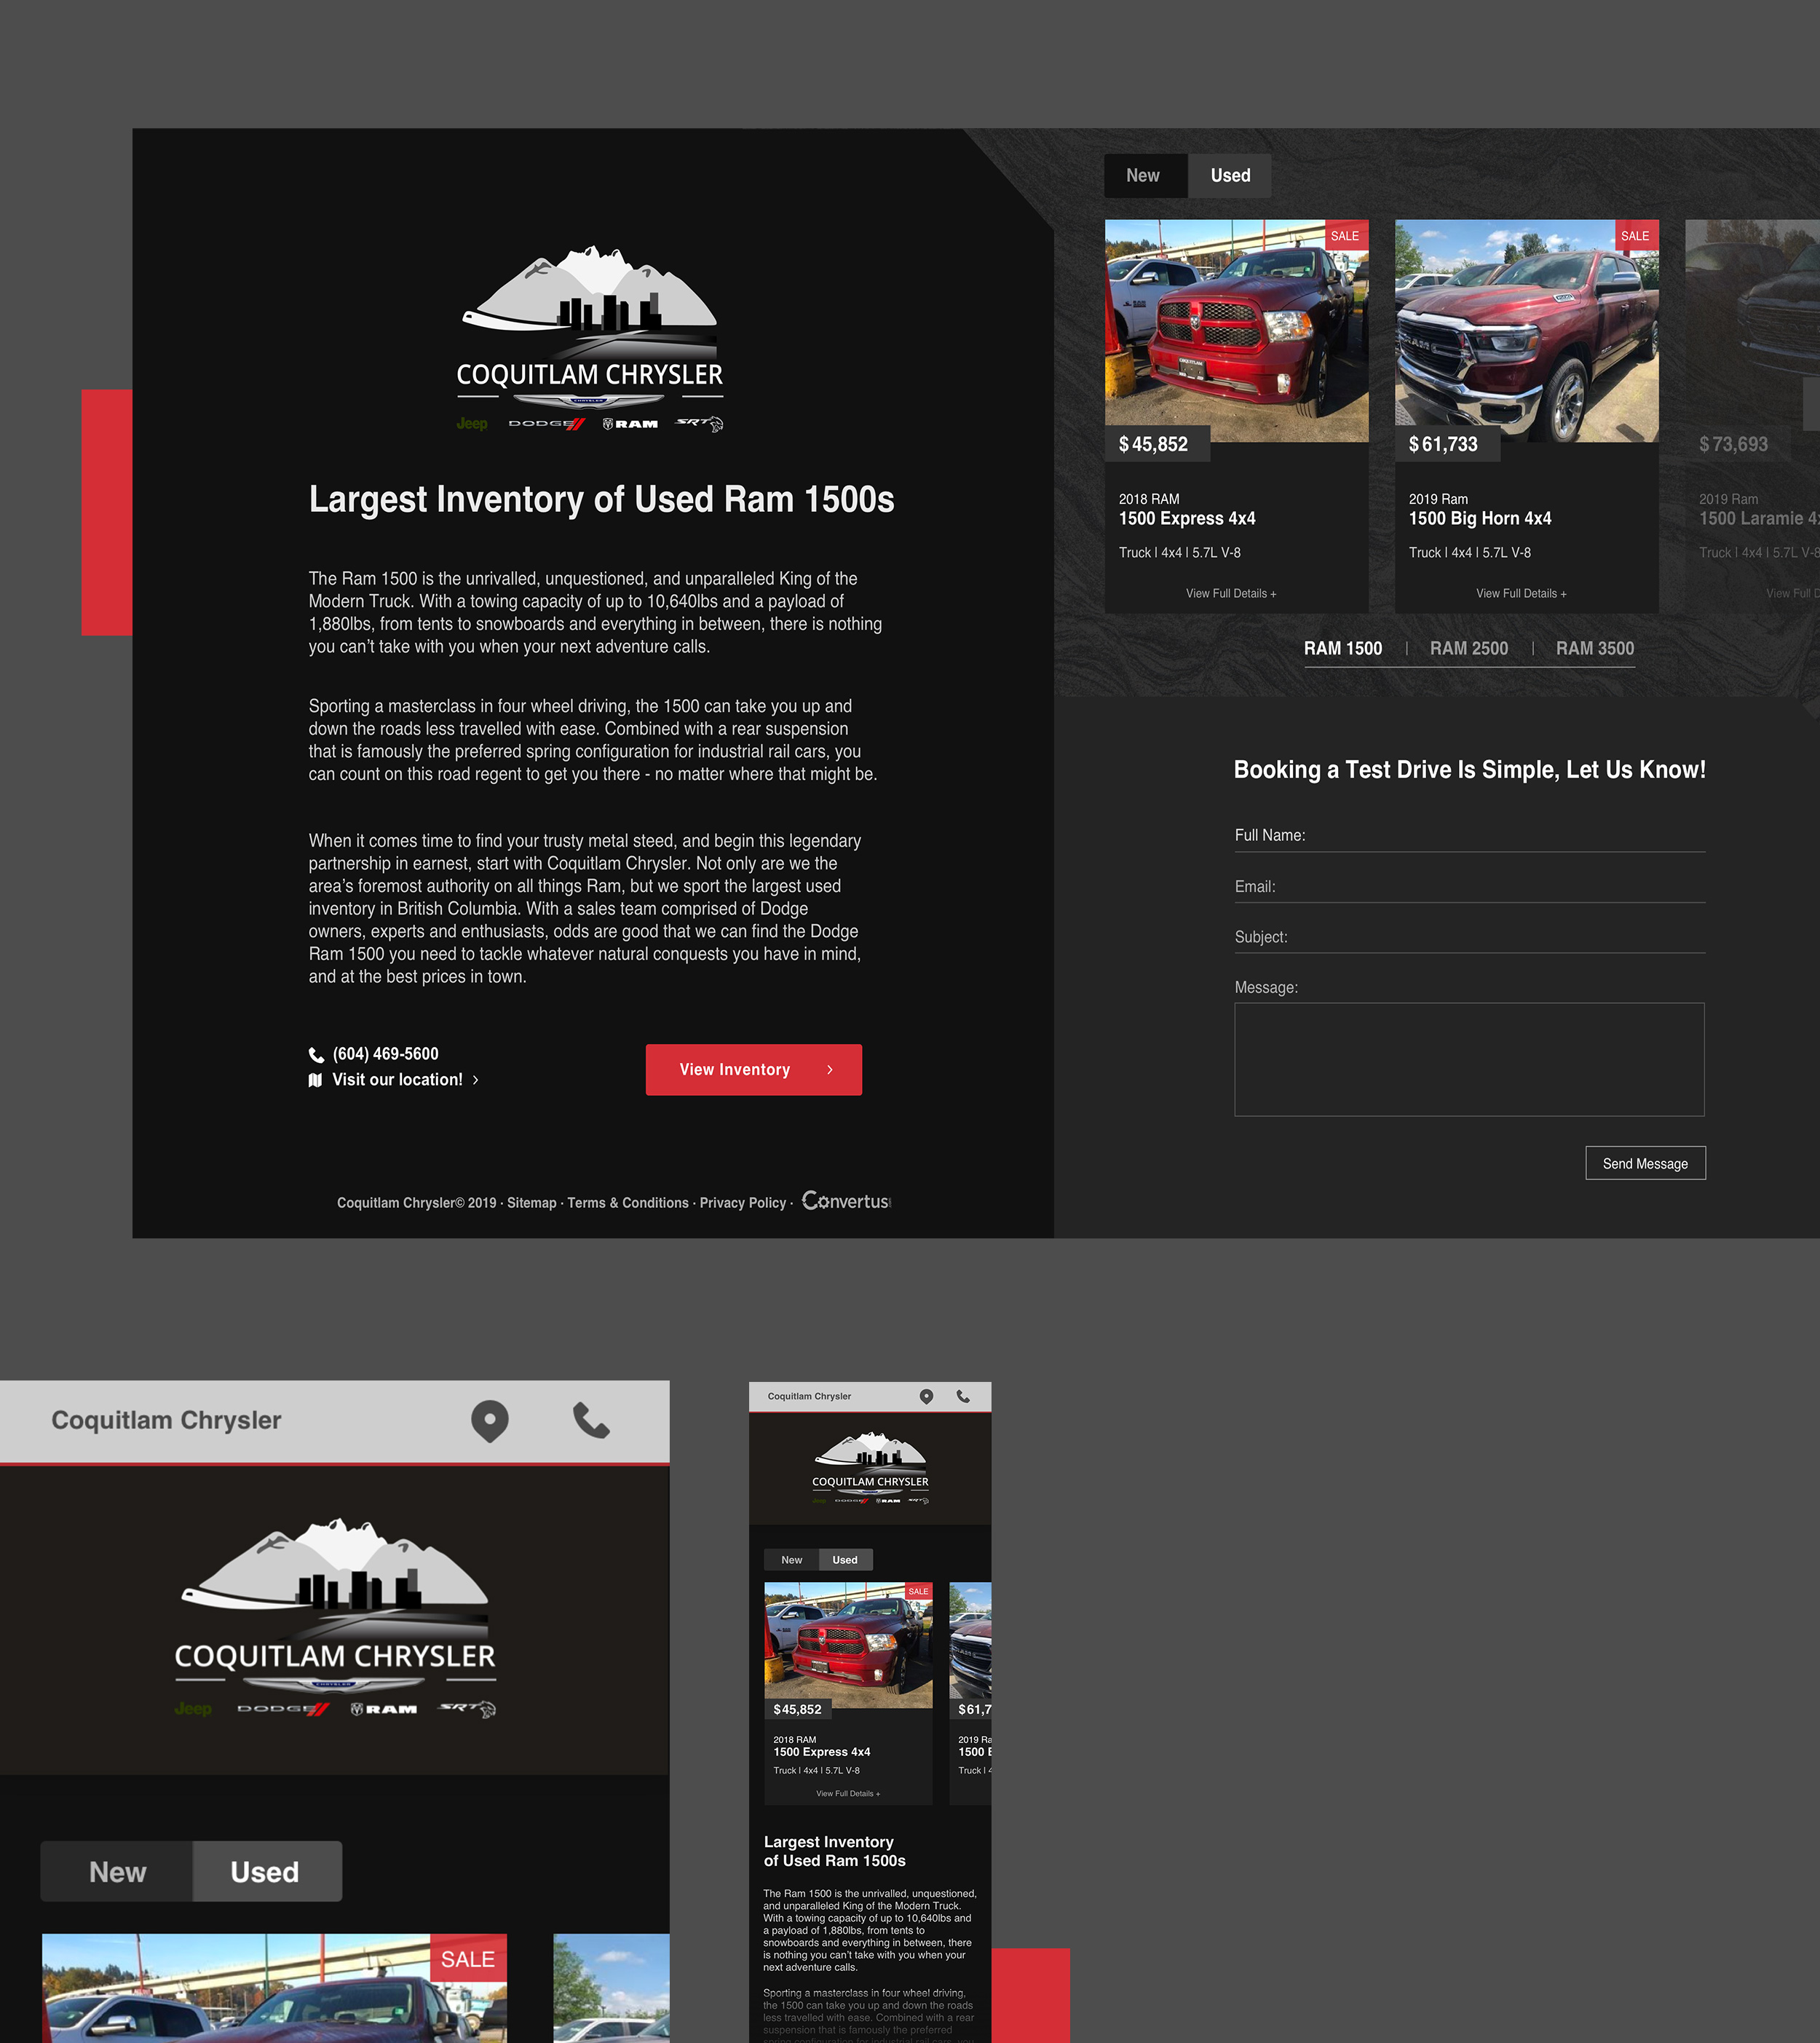 COQUITLAM CHRYSLER
CHRYSLER
Jeep DODGE RAM SRT
Largest Inventory of Used Ram 1500s
The Ram 1500 is the unrivalled, unquestioned, and unparalleled King of the
Modern Truck. With a towing capacity of up to 10,640lbs and a payload of
1,880lbs, from tents to snowboards and everything in between, there is nothing
you can’t take with you when your next adventure calls.
Sporting a masterclass in four wheel driving, the 1500 can take you up and
down the roads less travelled with ease. Combined with a rear suspension
that is famously the preferred spring configuration for industrial rail cars, you
can count on this road regent to get you there - no matter where that might be.
When it comes time to find your trusty metal steed, and begin this legendary
partnership in earnest, start with Coquitlam Chrysler. Not only are we the
area’s foremost authority on all things Ram, but we sport the largest used
inventory in British Columbia. With a sales team comprised of Dodge
owners, experts and enthusiasts, odds are good that we can find the Dodge
Ram 1500 you need to tackle whatever natural conquests you have in mind,
and at the best prices in town.
(604) 469-5600
Visit our location! >
View Inventory >
Coquitlam Chrysler© 2019 · Sitemap · Terms & Conditions · Privacy Policy · Convertus
New Used
SALE
$ 45,852
2018 RAM
1500 Express 4x4
Truck | 4x4 | 5.7L V-8
View Full Details +
SALE
$ 61,733
2019 Ram
1500 Big Horn 4x4
Truck | 4x4 | 5.7L V-8
View Full Details +
$ 73,693
2019 Ram
1500 Laramie 4
Truck | 4x4 | 5.7L V-8
View Full D
RAM 1500 | RAM 2500 | RAM 3500
Booking a Test Drive Is Simple, Let Us Know!
Full Name:
Email:
Subject:
Message:
Send Message
Coquitlam Chrysler
COQUITLAM CHRYSLER
CHRYSLER
Jeep DODGE RAM SRT
New Used
SALE
Coquitlam Chrysler
COQUITLAM CHRYSLER
Jeep DODGE RAM SRT
New Used
SALE
$ 45,852
2018 RAM
1500 Express 4x4
Truck | 4x4 | 5.7L V-8
View Full Details +
$ 61,7
2019 Ra
1500 B
Truck | 4
Largest Inventory
of Used Ram 1500s
The Ram 1500 is the unrivalled, unquestioned,
and unparalleled King of the Modern Truck.
With a towing capacity of up to 10,640lbs and
a payload of 1,880lbs, from tents to
snowboards and everything in between, there
is nothing you can’t take with you when your
next adventure calls.
Sporting a masterclass in four wheel driving,
the 1500 can take you up and down the roads
less travelled with ease. Combined with a rear
suspension that is famously the preferred
spring configuration for industrial rail cars, you